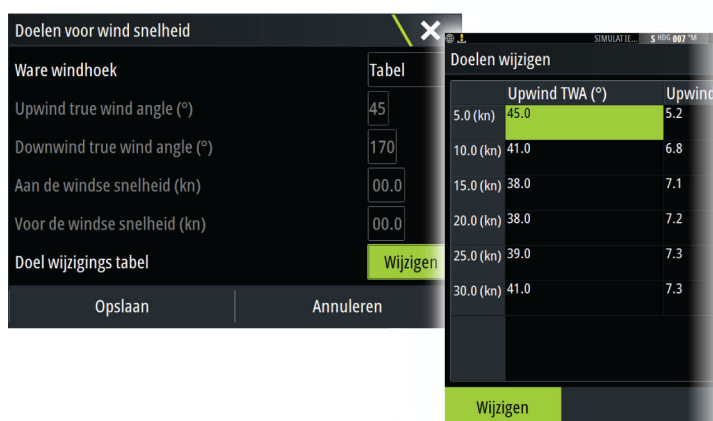 Doelen voor wind snelheid
Ware windhoek Tabel
Upwind true wind angle (°) 45
Downwind true wind angle (°) 170
Aan de windse snelheid (kn) 00.0
Voor de windse snelheid (kn) 00.0
Doel wijzigings tabel Wijzigen
Opslaan Annuleren
SIMULATIE... S HDG 007 °M
Doelen wijzigen
Upwind TWA (°) Upwind
5.0 (kn) 45.0 5.2
10.0 (kn) 41.0 6.8
15.0 (kn) 38.0 7.1
20.0 (kn) 38.0 7.2
25.0 (kn) 39.0 7.3
30.0 (kn) 41.0 7.3
Wijzigen